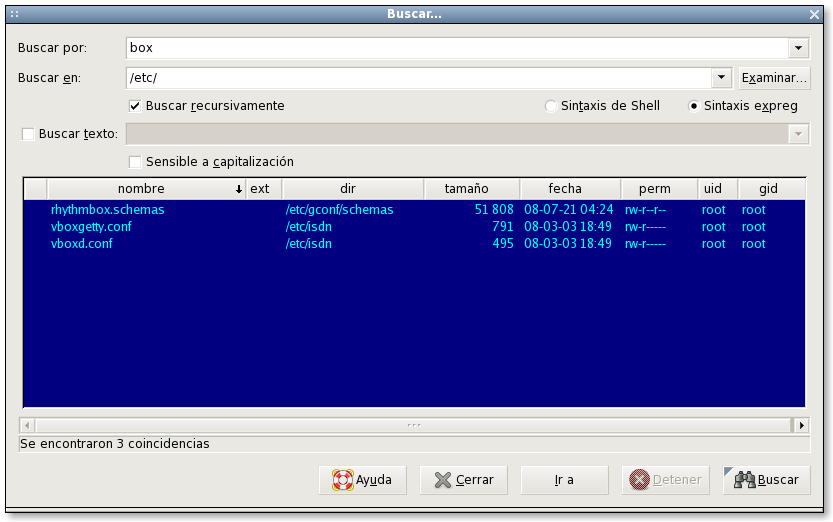 Buscar...
Buscar por: box
Buscar en: /etc/ Examinar...
Buscar recursivamente Sintaxis de Shell Sintaxis expreg
Buscar texto:
Sensible a capitalización
nombre ext dir tamaño fecha perm uid gid
rhythmbox.schemas /etc/gconf/schemas 51 808 08-07-21 04:24 rw-r--r-- root root
vboxgetty.conf /etc/isdn 791 08-03-03 18:49 rw-r----- root root
vboxd.conf /etc/isdn 495 08-03-03 18:49 rw-r----- root root
Se encontraron 3 coincidencias
Ayuda Cerrar Ir a Detener Buscar